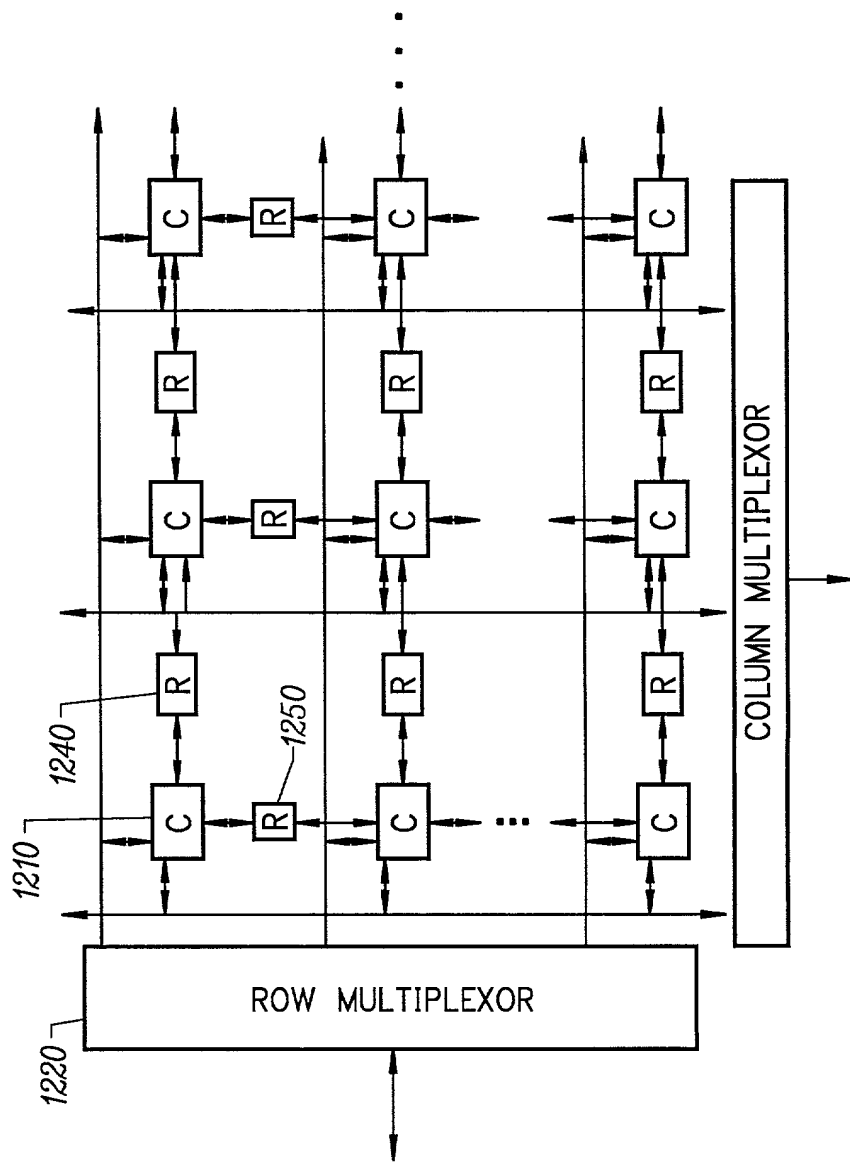 1220
1210
1240
C R C R C
1250
R R R
ROW MULTIPLEXOR
C R C R C
C R C R C
COLUMN MULTIPLEXOR